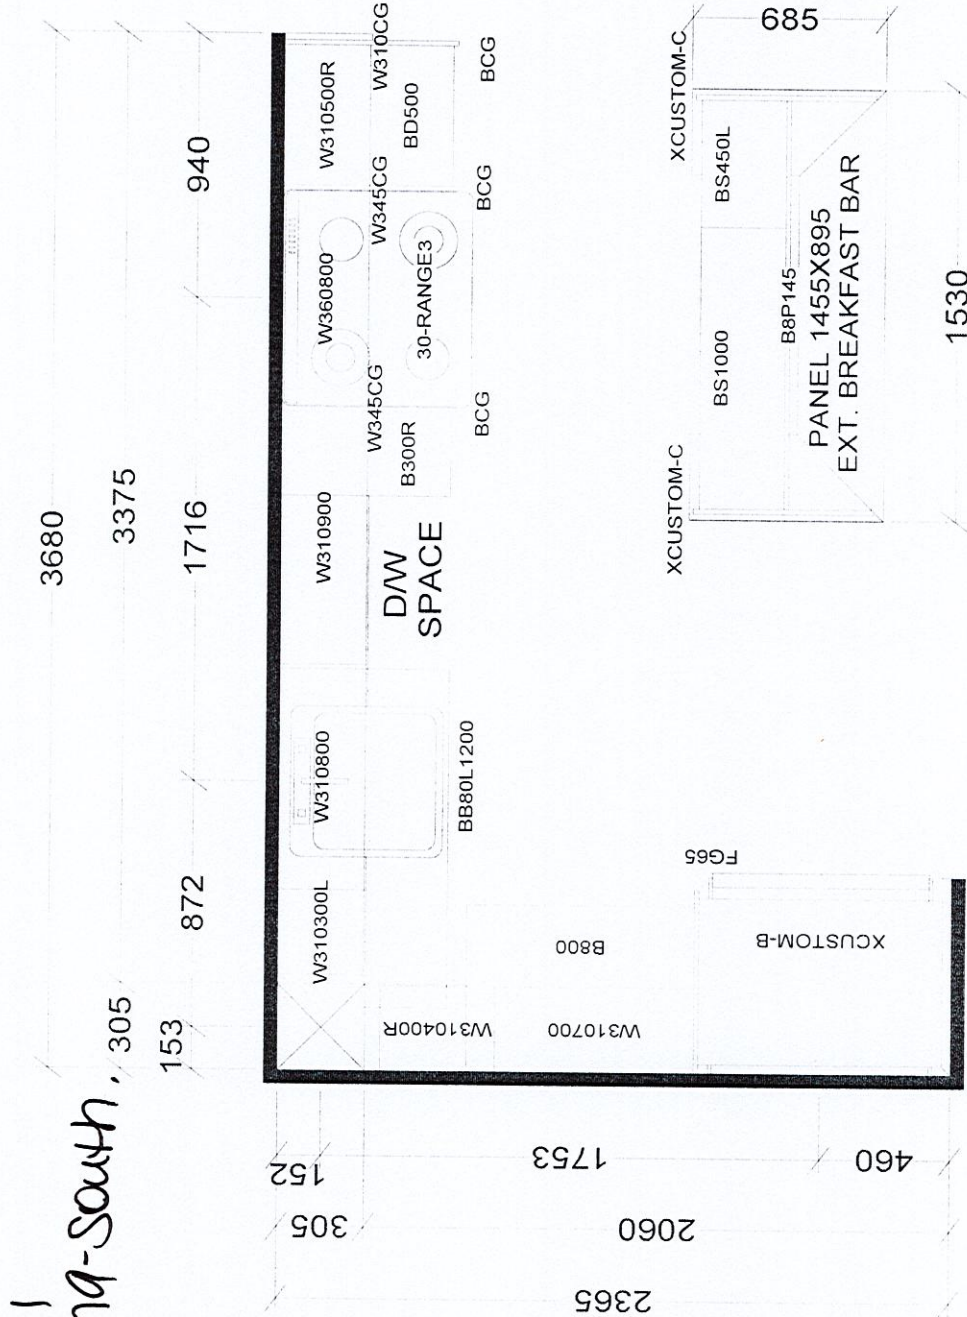 3680
3375
305
940
1716
872
153
-South.
W310500R
W310CG
BD500
BCG
W360800
W345CG
30-RANGE3
BCG
W345CG
B300R
BCG
W310900
D/W
SPACE
W310800
BB80L1200
W310300L
W310400R
W310700
B800
FG65
XCUSTOM-B
685
XCUSTOM-C
BS450L
BS1000
B8P145
PANEL 1455X895
EXT. BREAKFAST BAR
XCUSTOM-C
1530
152
1753
460
305
2060
2365